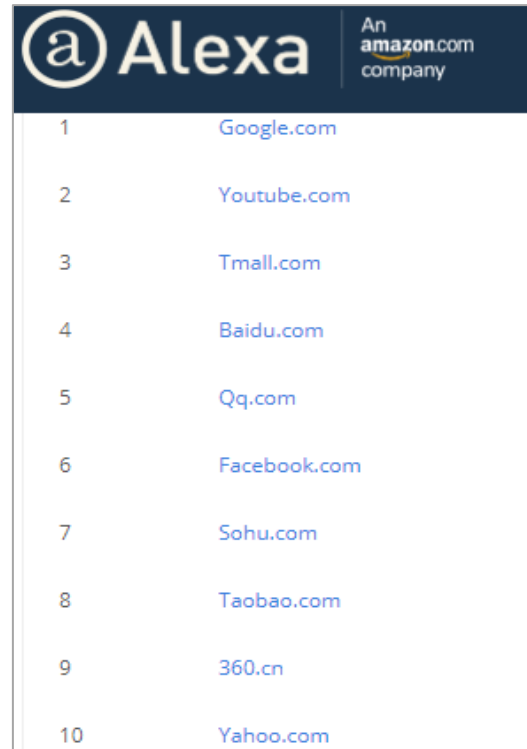 a Alexa
An
amazon.com
company
1 Google.com
2 Youtube.com
3 Tmall.com
4 Baidu.com
5 Qq.com
6 Facebook.com
7 Sohu.com
8 Taobao.com
9 360.cn
10 Yahoo.com